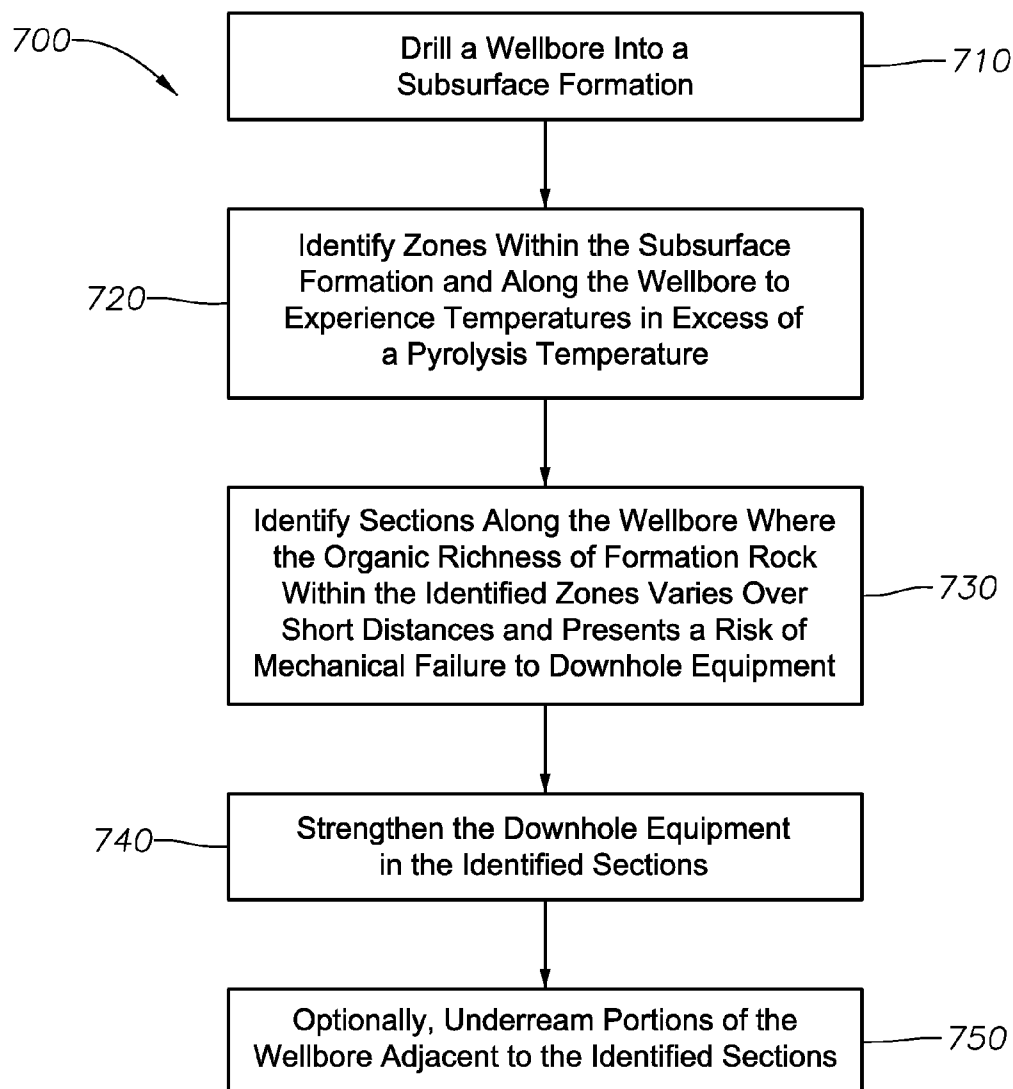 700
Drill a Wellbore Into a
Subsurface Formation
710
Identify Zones Within the Subsurface
Formation and Along the Wellbore to
Experience Temperatures in Excess of
a Pyrolysis Temperature
720
Identify Sections Along the Wellbore Where
the Organic Richness of Formation Rock
Within the Identified Zones Varies Over
Short Distances and Presents a Risk of
Mechanical Failure to Downhole Equipment
730
Strengthen the Downhole Equipment
in the Identified Sections
740
Optionally, Underream Portions of the
Wellbore Adjacent to the Identified Sections
750